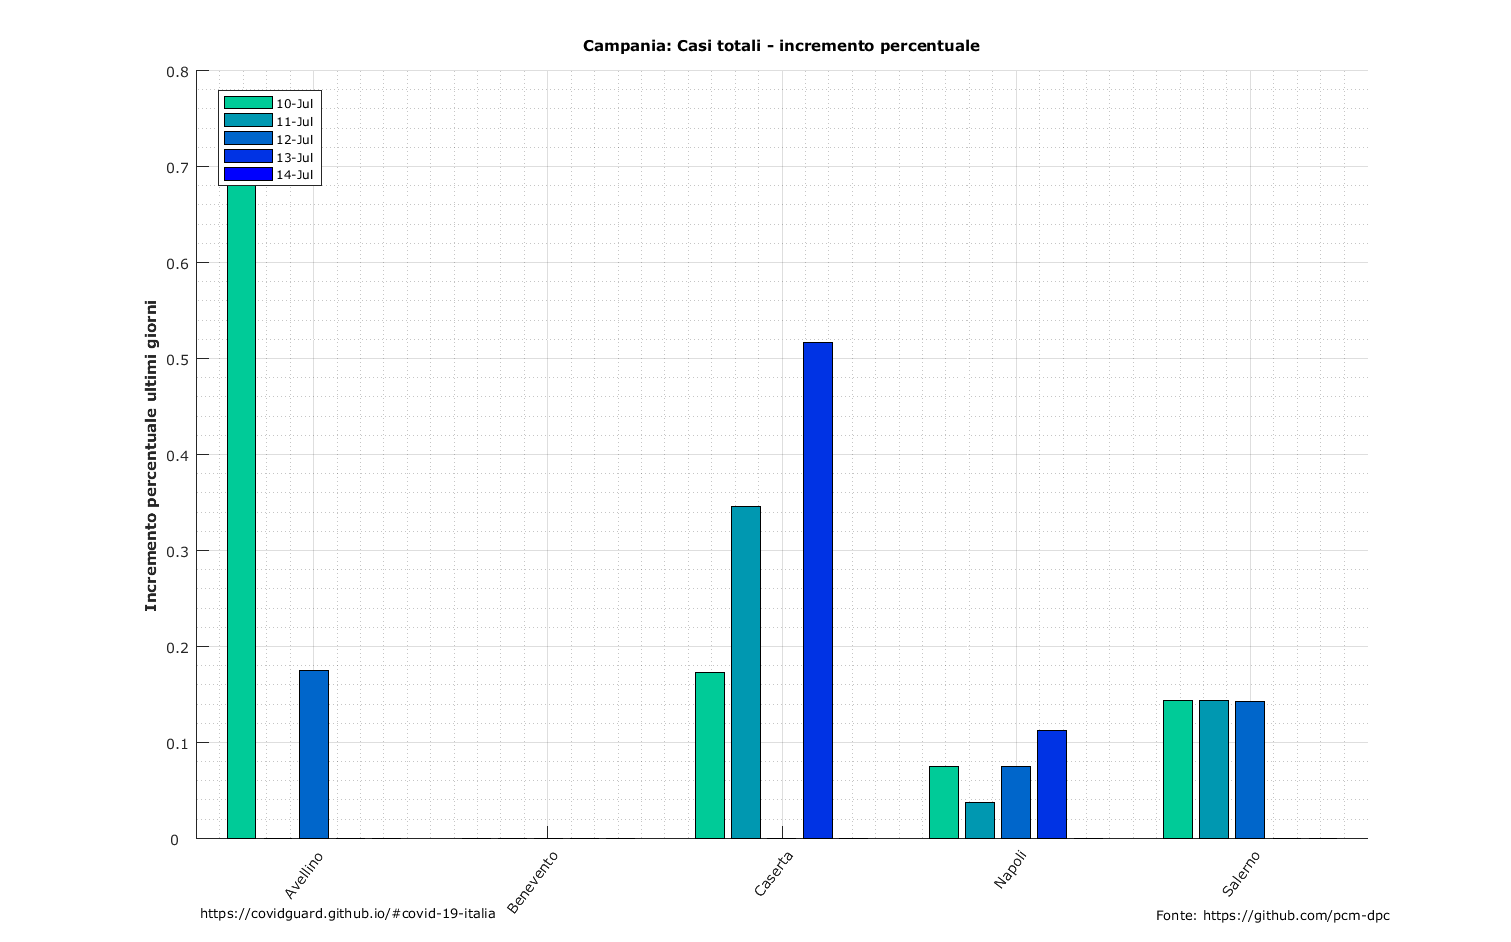 Campania: Casi totali - incremento percentuale
Incremento percentuale ultimi giorni
0.8
0.7
0.6
0.5
0.4
0.3
0.2
0.1
0
10-Jul
11-Jul
12-Jul
13-Jul
14-Jul
Avellino
Benevento
Caserta
Napoli
Salerno
https://covidguard.github.io/#covid-19-italia
Fonte: https://github.com/pcm-dpc